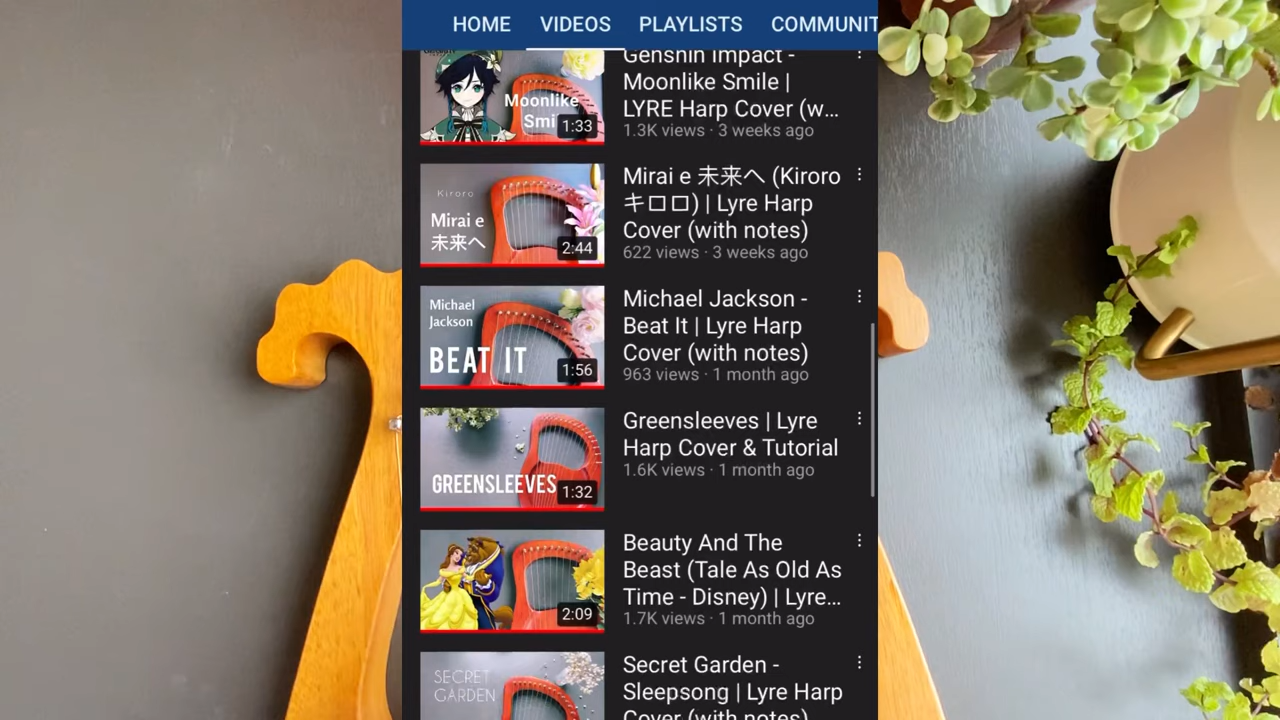 HOME VIDEOS PLAYLISTS COMMUNIT
Genshin Impact -
Moonlike Smile |
LYRE Harp Cover (w...
1.3K views · 3 weeks ago
Moonlike
Smi
1:33
Mirai e 未来へ (Kiroro
キロロ) | Lyre Harp
Cover (with notes)
622 views · 3 weeks ago
Kiroro
Mirai e
未来へ
2:44
Michael Jackson -
Beat It | Lyre Harp
Cover (with notes)
963 views · 1 month ago
Michael
Jackson
BEAT IT
1:56
Greensleeves | Lyre
Harp Cover & Tutorial
1.6K views · 1 month ago
GREENSLEEVES
1:32
Beauty And The
Beast (Tale As Old As
Time - Disney) | Lyre...
1.7K views · 1 month ago
2:09
Secret Garden -
Sleepsong | Lyre Harp
Cover (with notes)
SECRET
GARDEN